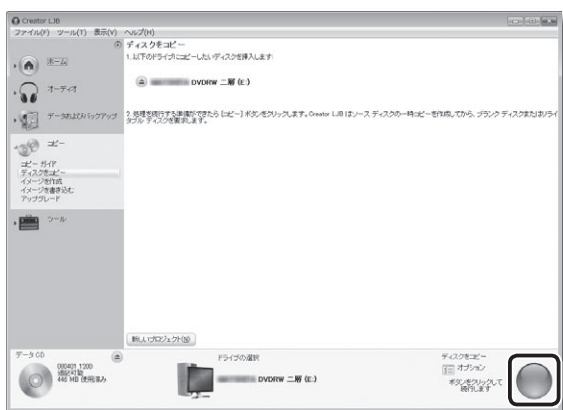 Creator LJB
ファイル(F) ツール(T) 表示(V) ヘルプ(H)
ホーム
オーディオ
データおよびバックアップ
コピー
コピー ガイド
ディスクをコピー
イメージを作成
イメージを書き込む
アップグレード
ツール
ディスクをコピー
1. 以下のドライブにコピーしたいディスクを挿入します:
DVDRW 二層 (E:)
2. 処理を続行する準備ができたら [コピー] ボタンをクリックします。Creator LJB はソース ディスクの一時コピーを作成してから、ブランク ディスクまたはリライ
タブル ディスクを要求します。
新しいプロジェクト(N)
データ CD
080401_1200
追記可能
446 MB 使用済み
ドライブの選択
DVDRW 二層 (E:)
ディスクをコピー
オプション
ボタンをクリックして
続行します